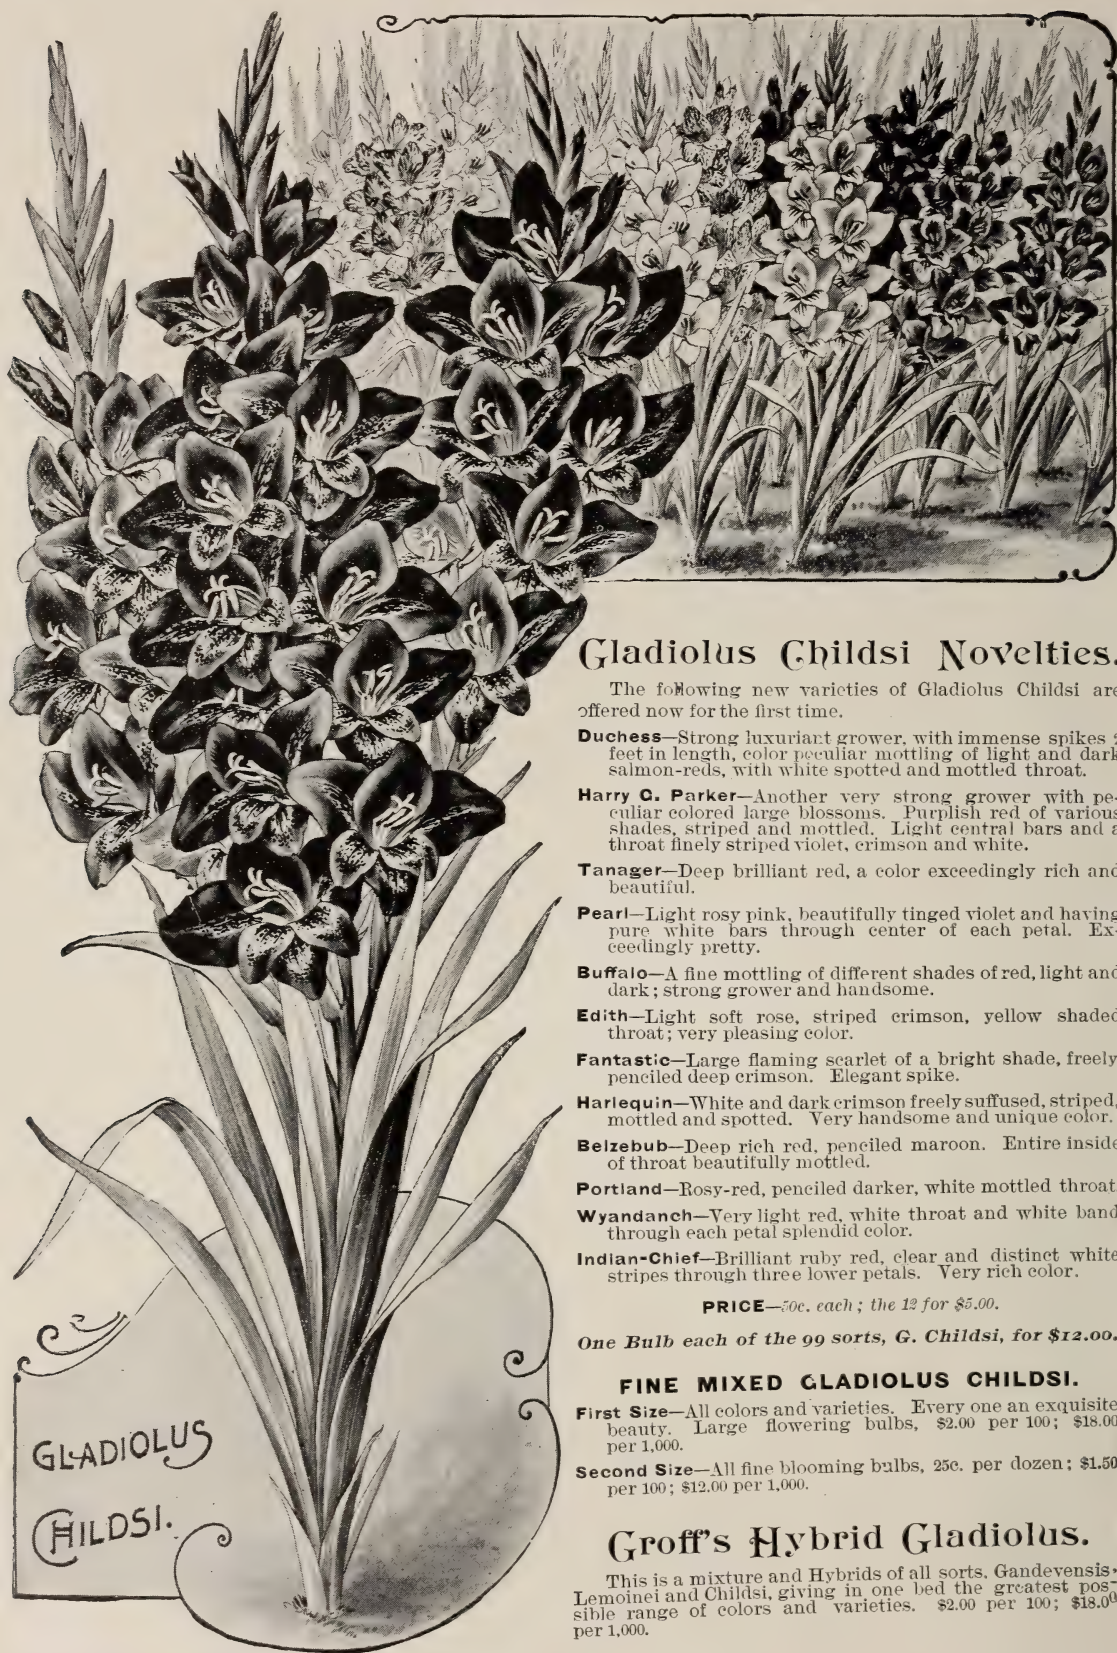 Gladiolus Childsi Novelties.
The following new varieties of Gladiolus Childsi are
offered now for the first time.
Duchess—Strong luxuriant grower, with immense spikes
feet in length, color peculiar mottling of light and dark
salmon-reds, with white spotted and mottled throat.
Harry C. Parker—Another very strong grower with pe-
culiar colored large blossoms. Purplish red of various
shades, striped and mottled. Light central bars and a
throat finely striped violet, crimson and white.
Tanager—Deep brilliant red, a color exceedingly rich and
beautiful.
Pearl—Light rosy pink, beautifully tinged violet and having
pure white bars through center of each petal. Ex-
ceedingly pretty.
Buffalo—A fine mottling of different shades of red, light and
dark; strong grower and handsome.
Edith—Light soft rose, striped crimson, yellow shaded
throat; very pleasing color.
Fantastic—Large flaming scarlet of a bright shade, freely
penciled deep crimson. Elegant spike.
Harlequin—White and dark crimson freely suffused, striped,
mottled and spotted. Very handsome and unique color.
Belzebub—Deep rich red, penciled maroon. Entire inside
of throat beautifully mottled.
Portland—Rosy-red, penciled darker, white mottled throat
Wyandanch—Very light red, white throat and white band
through each petal splendid color.
Indian-Chief—Brilliant ruby red, clear and distinct white
stripes through three lower petals. Very rich color.
PRICE—50c. each; the 12 for $5.00.
One Bulb each of the 99 sorts, G. Childsi, for $12.00.
FINE MIXED GLADIOLUS CHILDSI.
First Size—All colors and varieties. Every one an exquisite
beauty. Large flowering bulbs, $2.00 per 100; $18.00
per 1,000.
Second Size—All fine blooming bulbs, 25c. per dozen; $1.50
per 100; $12.00 per 1,000.
Groff's Hybrid Gladiolus.
This is a mixture and Hybrids of all sorts, Gandevensis,
Lemoinei and Childsi, giving in one bed the greatest pos-
sible range of colors and varieties. $2.00 per 100; $18.00
per 1,000.
GLADIOLUS
CHILDSI.